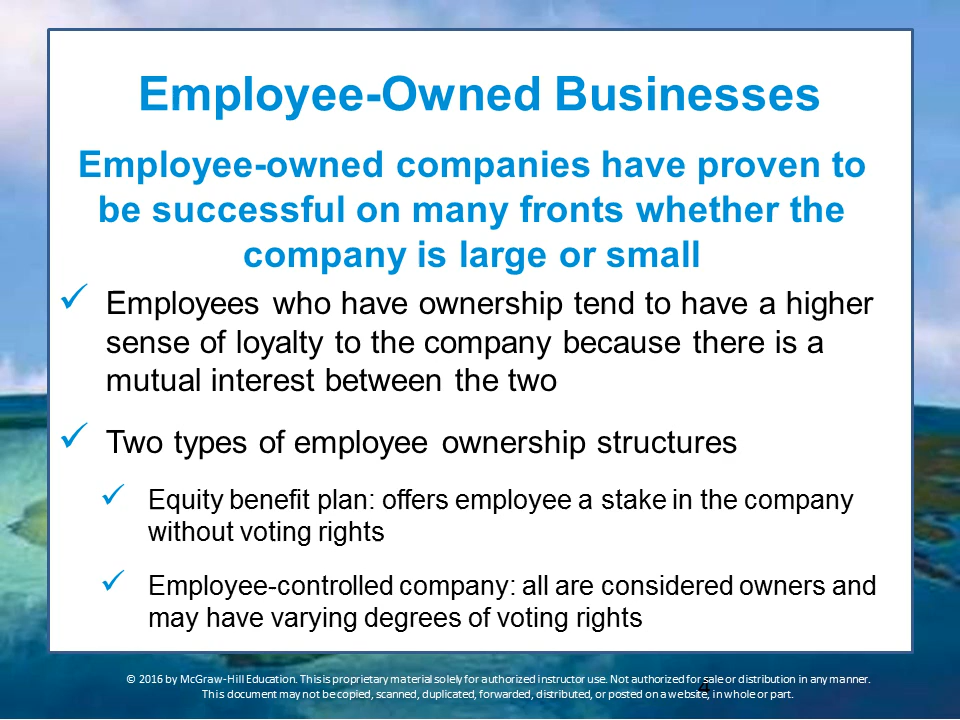 Employee-Owned Businesses
Employee-owned companies have proven to
be successful on many fronts whether the
company is large or small
Employees who have ownership tend to have a higher
sense of loyalty to the company because there is a
mutual interest between the two
Two types of employee ownership structures
Equity benefit plan: offers employee a stake in the company
without voting rights
Employee-controlled company: all are considered owners and
may have varying degrees of voting rights
© 2016 by McGraw-Hill Education. This is proprietary material solely for authorized instructor use. Not authorized for sale or distribution in any manner.
This document may not be copied, scanned, duplicated, forwarded, distributed, or posted on a website, in whole or part.
4